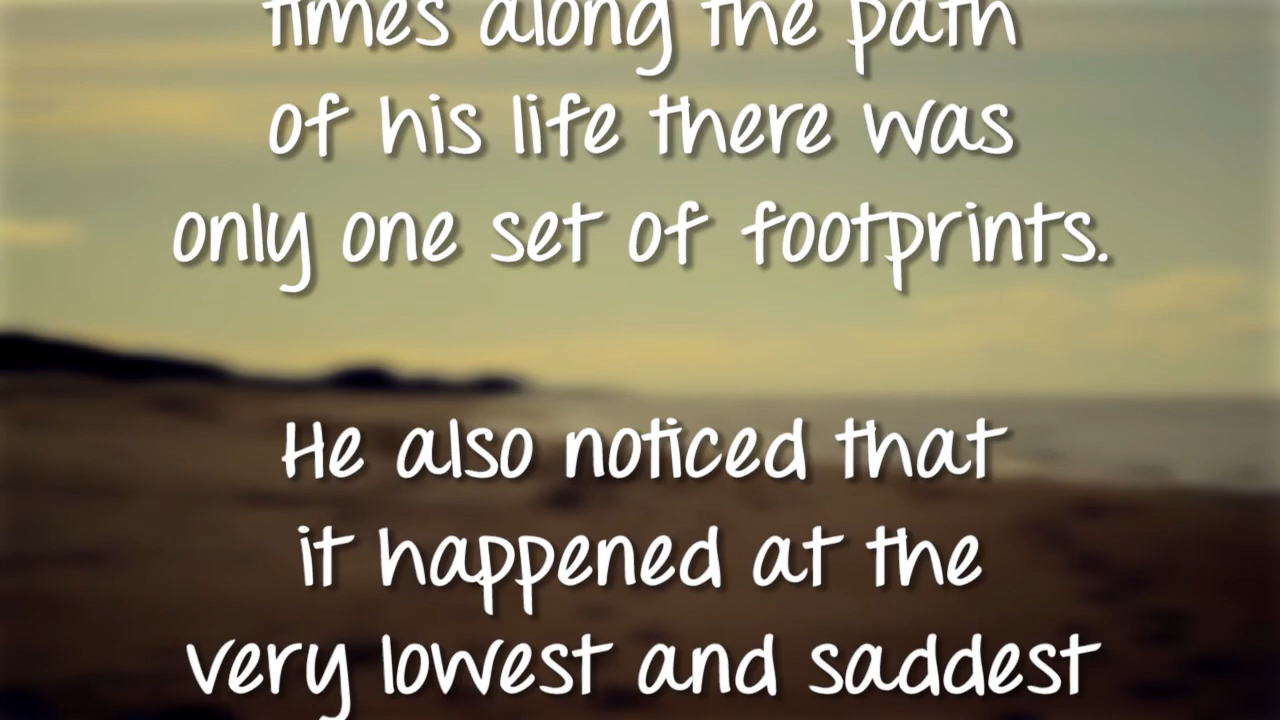 times along the path
of his life there was
only one set of footprints.
He also noticed that
it happened at the
very lowest and saddest